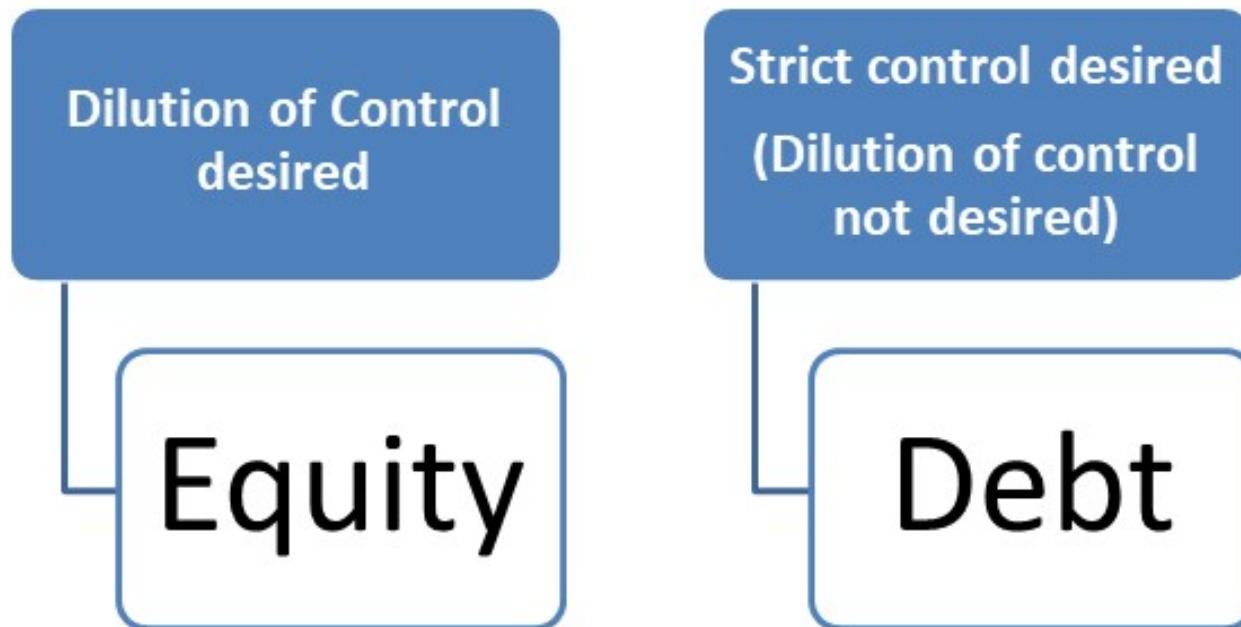 Dilution of Control
desired
Equity
Strict control desired
(Dilution of control
not desired)
Debt